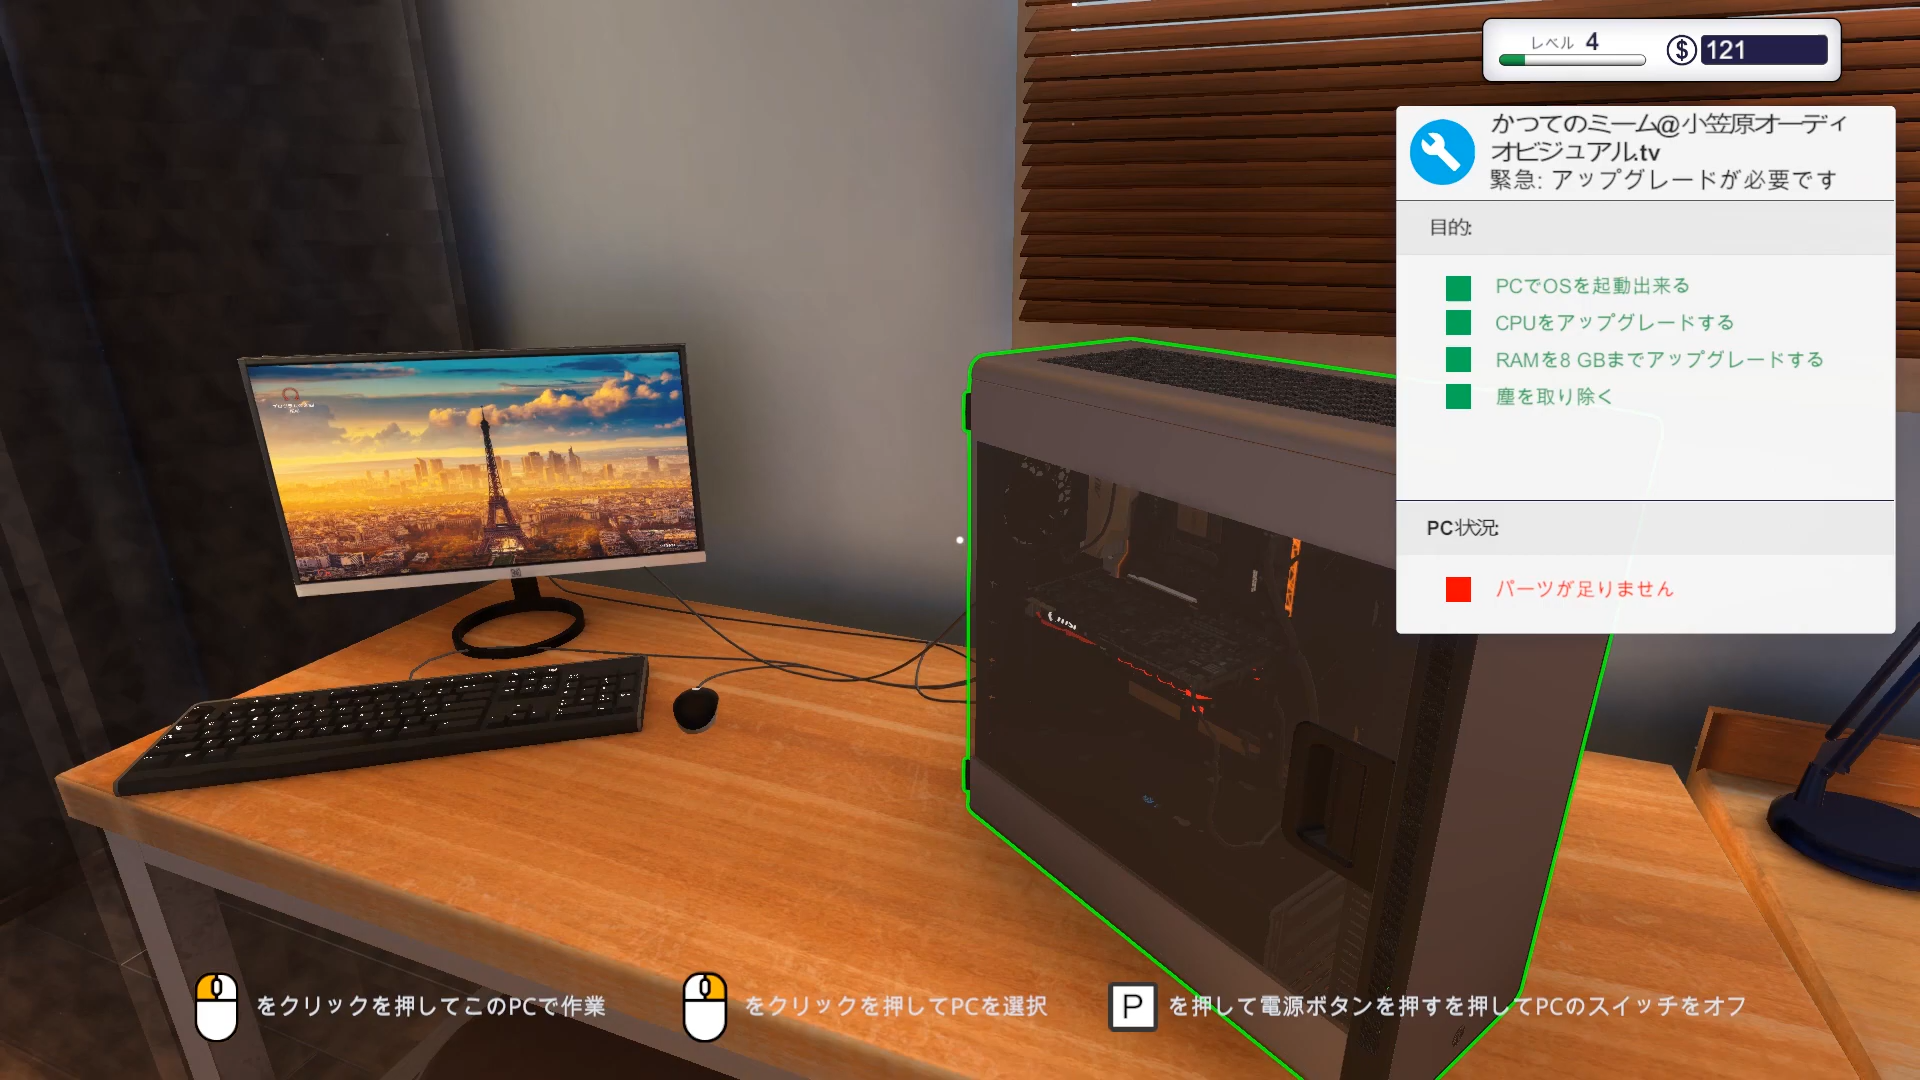 レベル 4
$ 121
かつてのミーム@小笠原オーディ
オビジュアル.tv
緊急: アップグレードが必要です
目的:
PCでOSを起動出来る
CPUをアップグレードする
RAMを8 GBまでアップグレードする
塵を取り除く
PC状況:
パーツが足りません
msi
をクリックを押してこのPCで作業
をクリックを押してPCを選択
P を押して電源ボタンを押すを押してPCのスイッチをオフ